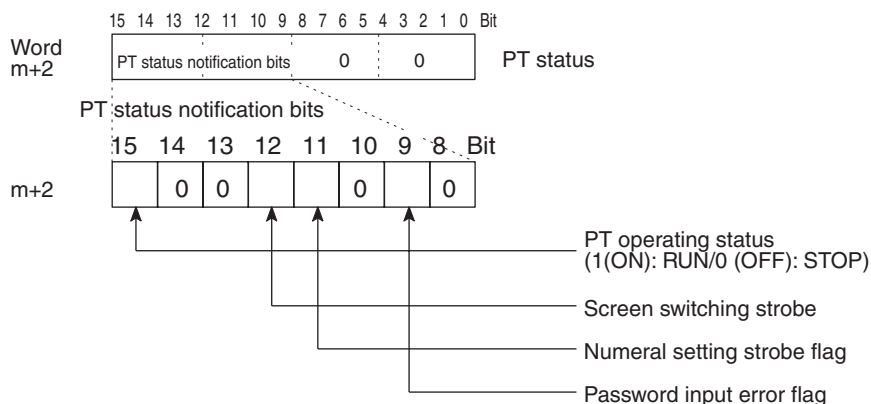 15 14 13 12 11 10 9 8 7 6 5 4 3 2 1 0 Bit
Word
m+2
PT status notification bits 0 0
PT status
PT status notification bits
15 14 13 12 11 10 9 8 Bit
m+2
0 0 0 0
PT operating status
(1(ON): RUN/0 (OFF): STOP)
Screen switching strobe
Numeral setting strobe flag
Password input error flag